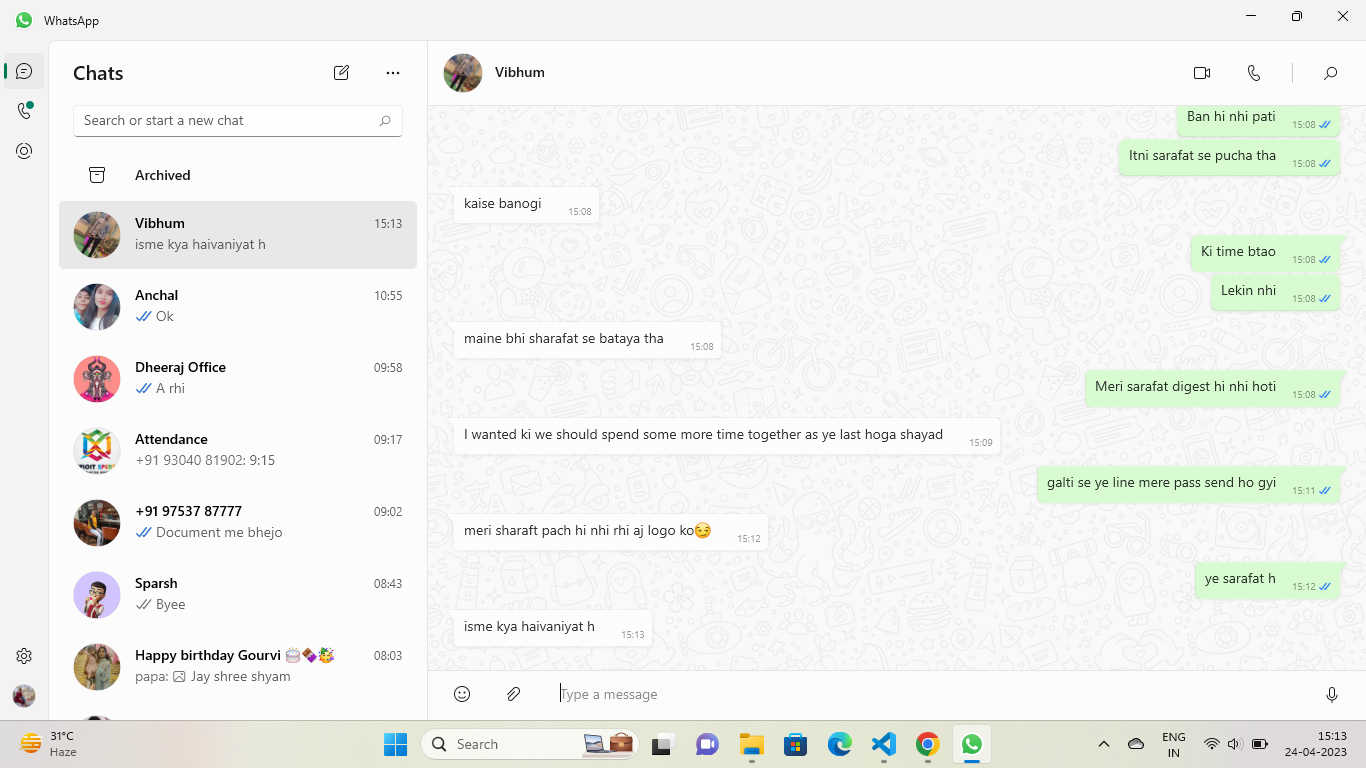 WhatsApp
Chats
Search or start a new chat
Archived
Vibhum 15:13
isme kya haivaniyat h
Anchal 10:55
Ok
Dheeraj Office 09:58
A rhi
Attendance 09:17
+91 93040 81902: 9:15
+91 97537 87777 09:02
Document me bhejo
Sparsh 08:43
Byee
Happy birthday Gourvi 🎂🍫🥳 08:03
papa: Jay shree shyam
Vibhum
Ban hi nhi pati 15:08
Itni sarafat se pucha tha 15:08
kaise banogi 15:08
Ki time btao 15:08
Lekin nhi 15:08
maine bhi sharafat se bataya tha 15:08
Meri sarafat digest hi nhi hoti 15:08
I wanted ki we should spend some more time together as ye last hoga shayad 15:09
galti se ye line mere pass send ho gyi 15:11
meri sharaft pach hi nhi rhi aj logo ko😏 15:12
ye sarafat h 15:12
isme kya haivaniyat h 15:13
Type a message
31°C
Haze
Search
ENG
IN
15:13
24-04-2023